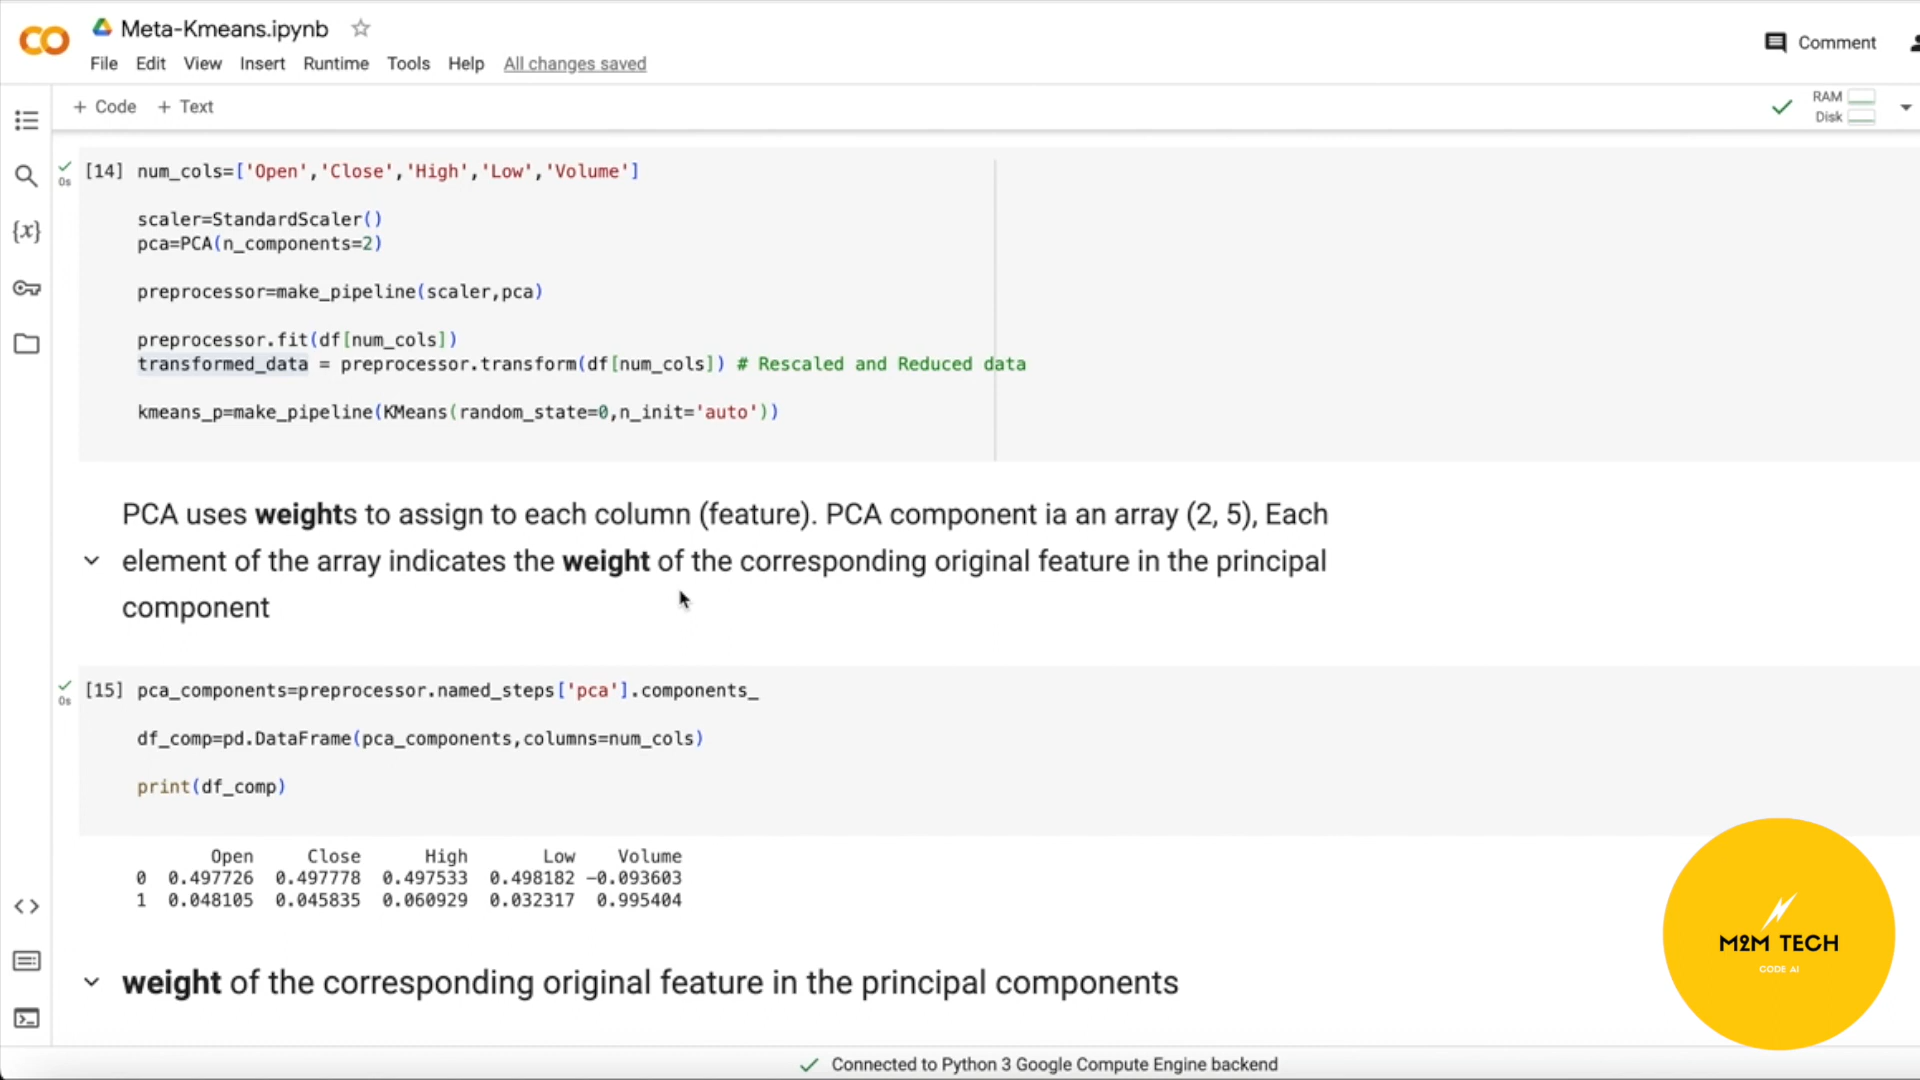 Meta-Kmeans.ipynb
Comment
File Edit View Insert Runtime Tools Help All changes saved
+ Code + Text
RAM
Disk
0s
[14] num_cols=['Open','Close','High','Low','Volume']
scaler=StandardScaler()
pca=PCA(n_components=2)
preprocessor=make_pipeline(scaler,pca)
preprocessor.fit(df[num_cols])
transformed_data = preprocessor.transform(df[num_cols]) # Rescaled and Reduced data
kmeans_p=make_pipeline(KMeans(random_state=0,n_init='auto'))
PCA uses weights to assign to each column (feature). PCA component ia an array (2, 5), Each
element of the array indicates the weight of the corresponding original feature in the principal
component
0s
[15] pca_components=preprocessor.named_steps['pca'].components_
df_comp=pd.DataFrame(pca_components,columns=num_cols)
print(df_comp)
Open Close High Low Volume
0 0.497726 0.497778 0.497533 0.498182 -0.093603
1 0.048105 0.045835 0.060929 0.032317 0.995404
weight of the corresponding original feature in the principal components
M2M TECH
CODE AI
Connected to Python 3 Google Compute Engine backend